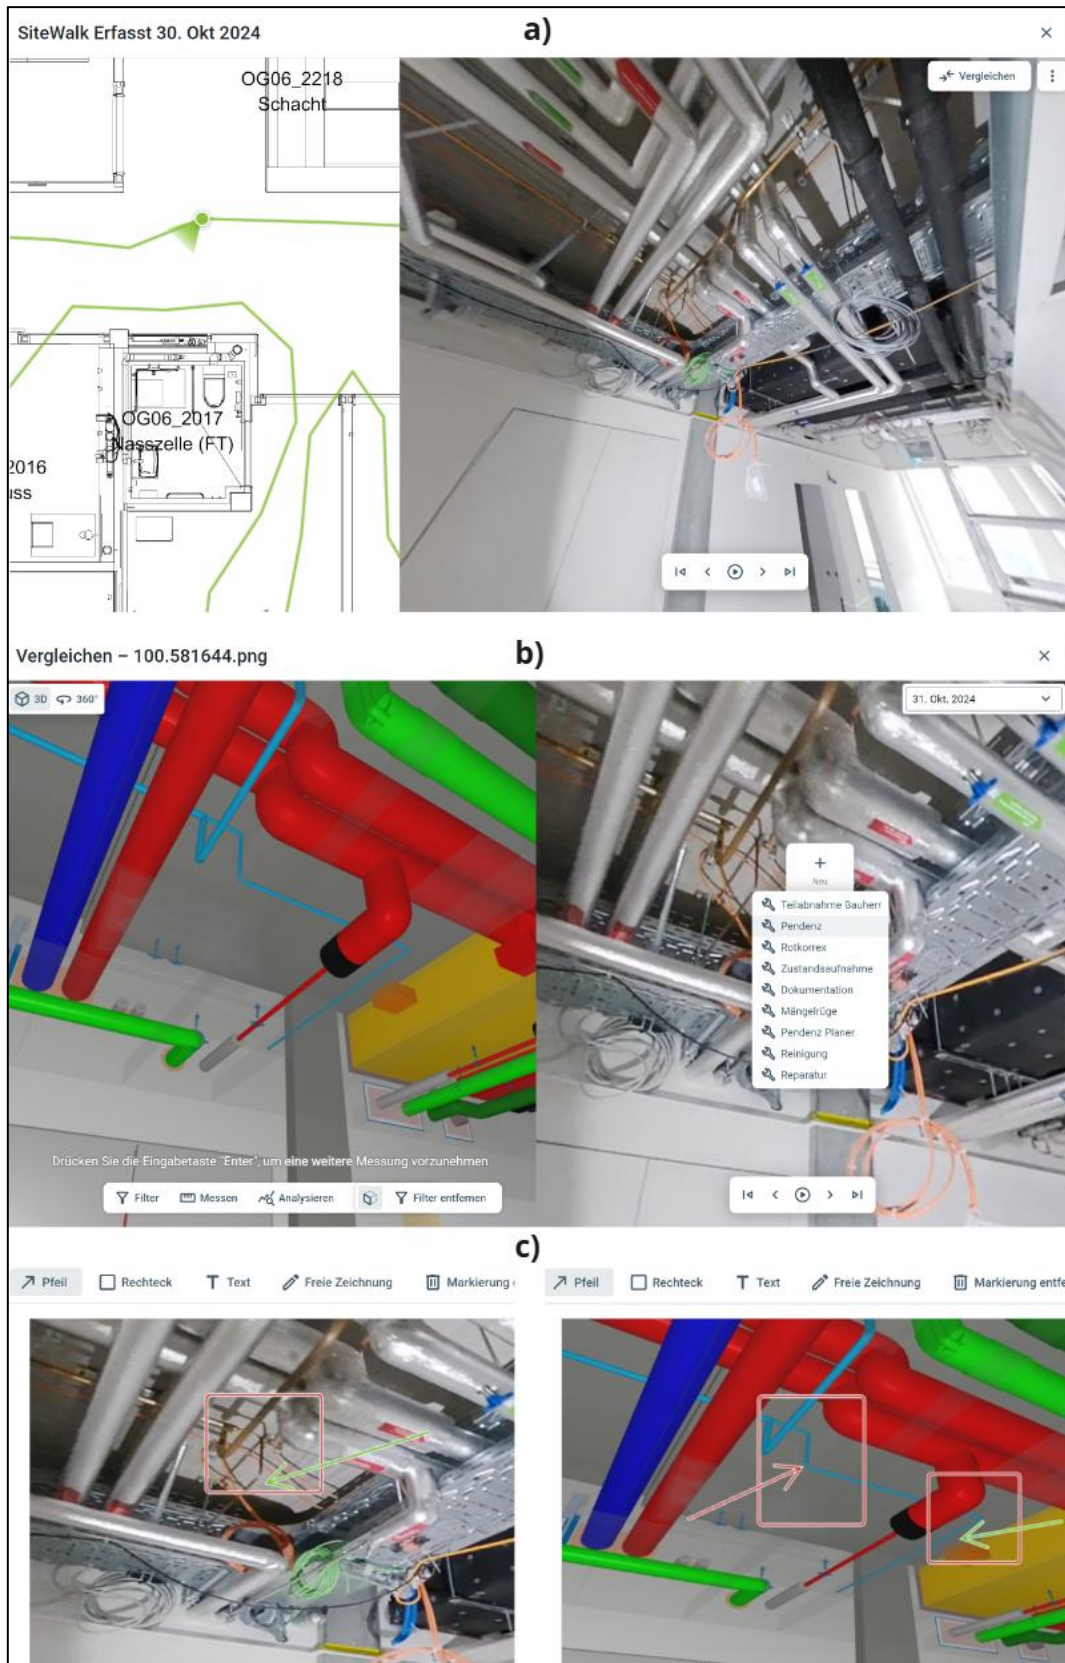 SiteWalk Erfasst 30. Okt 2024
a)
OG06_2218
Schacht
Vergleichen
OG06_2017
Nasszelle (FT)
2016
uss
Vergleichen – 100.581644.png
b)
3D
360°
31. Okt. 2024
Neu
Teilabnahme Bauherr
Pendenz
Rotkorrex
Zustandsaufnahme
Dokumentation
Mängelrüge
Pendenz Planer
Reinigung
Reparatur
Drücken Sie die Eingabetaste "Enter", um eine weitere Messung vorzunehmen
Filter
Messen
Analysieren
Filter entfernen
c)
Pfeil
Rechteck
Text
Freie Zeichnung
Markierung e
Pfeil
Rechteck
Text
Freie Zeichnung
Markierung entfe